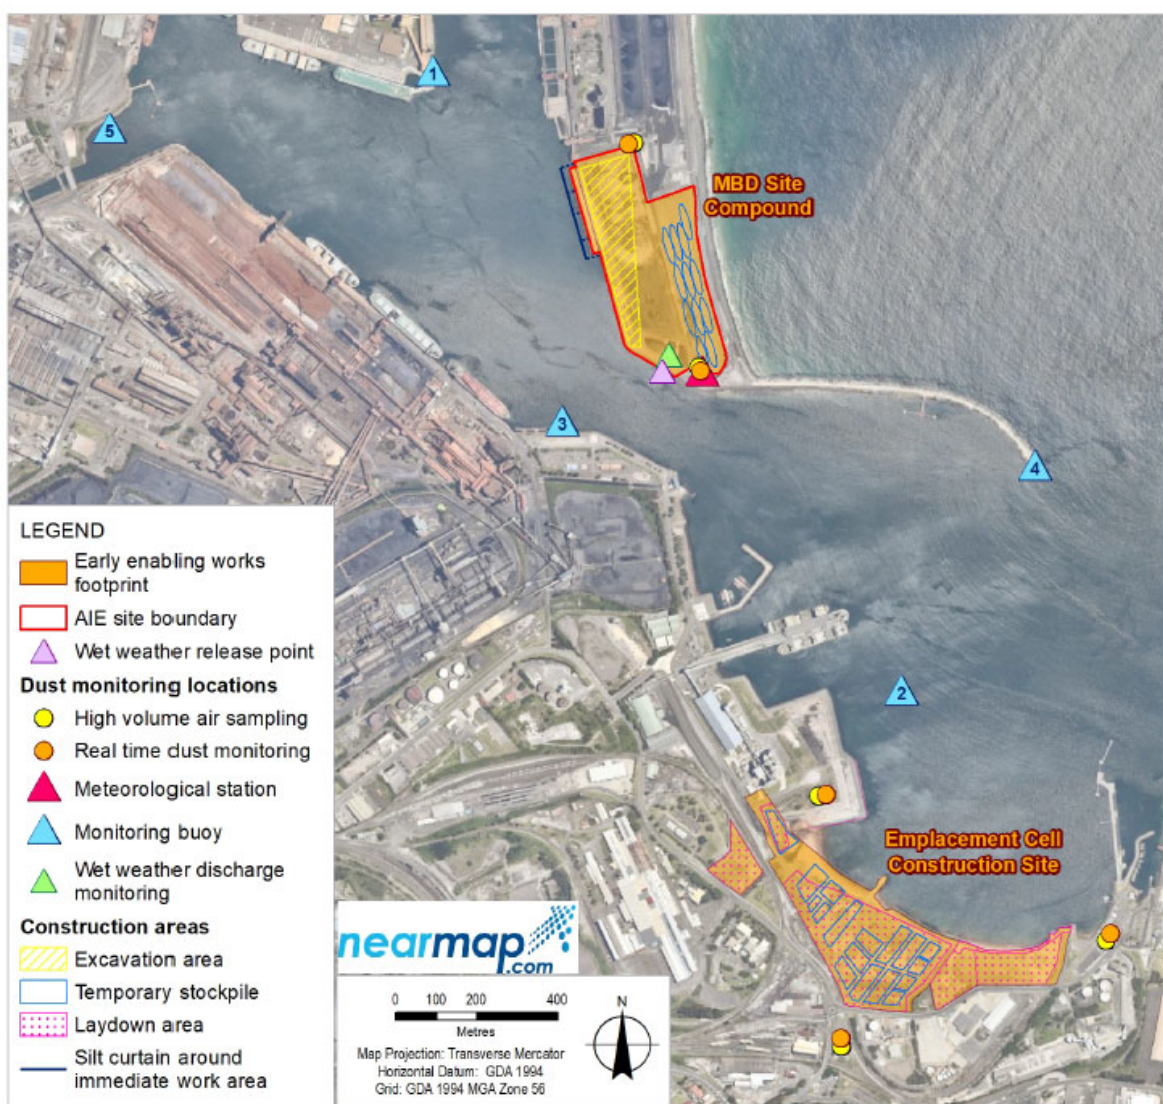 1
5
MBD Site
Compound
3
4
2
Emplacement Cell
Construction Site
LEGEND
Early enabling works
footprint
AIE site boundary
Wet weather release point
Dust monitoring locations
High volume air sampling
Real time dust monitoring
Meteorological station
Monitoring buoy
Wet weather discharge
monitoring
Construction areas
Excavation area
Temporary stockpile
Laydown area
Silt curtain around
immediate work area
nearmap
.com
0 100 200 400
Metres
Map Projection: Transverse Mercator
Horizontal Datum: GDA 1994
Grid: GDA 1994 MGA Zone 56
N